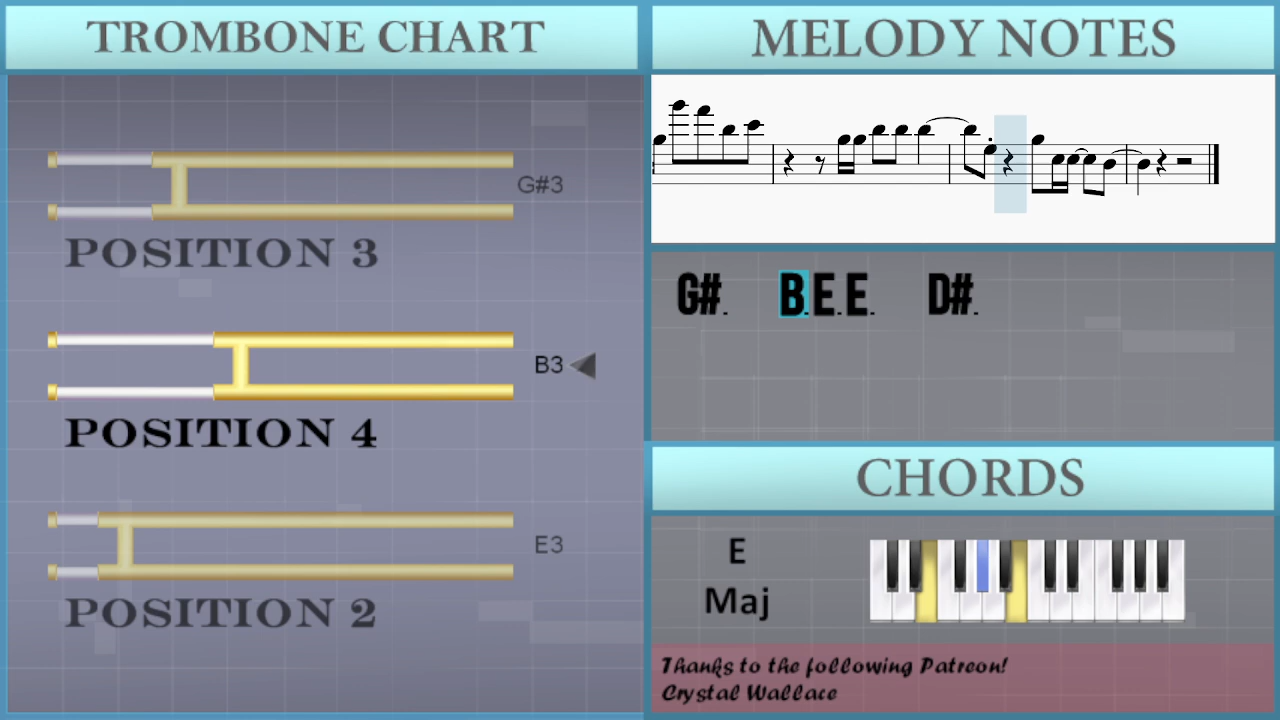 TROMBONE CHART
G#3
POSITION 3
B3
POSITION 4
E3
POSITION 2
MELODY NOTES
G#. B.E.E. D#.
CHORDS
E
Maj
Thanks to the following Patreon!
Crystal Wallace